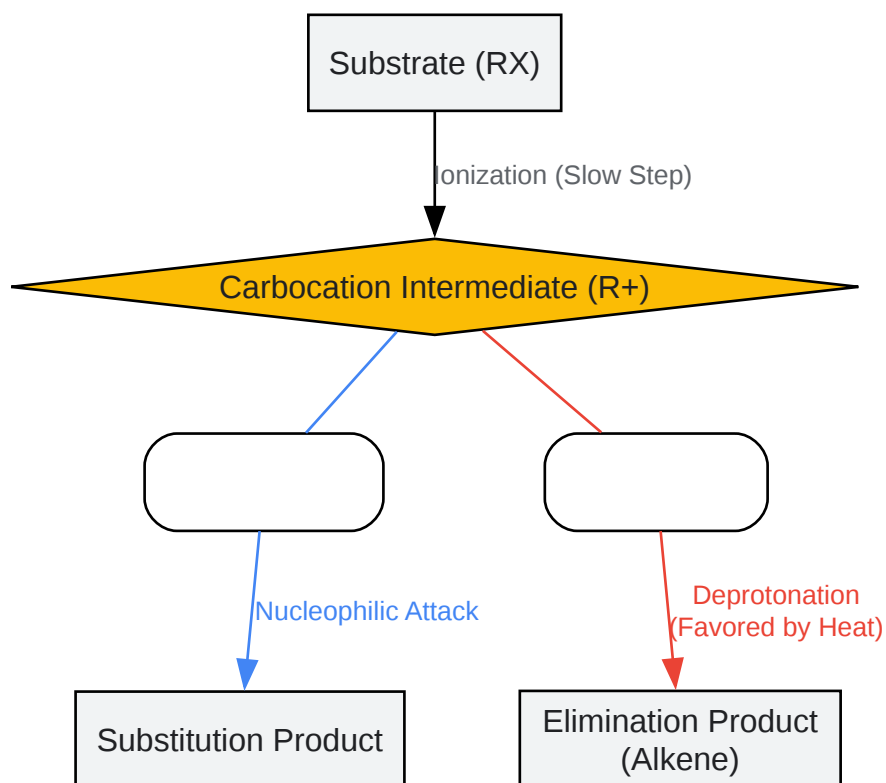 Substrate (RX)
Ionization (Slow Step)
Carbocation Intermediate (R+)
Nucleophilic Attack
Deprotonation
(Favored by Heat)
Substitution Product
Elimination Product
(Alkene)